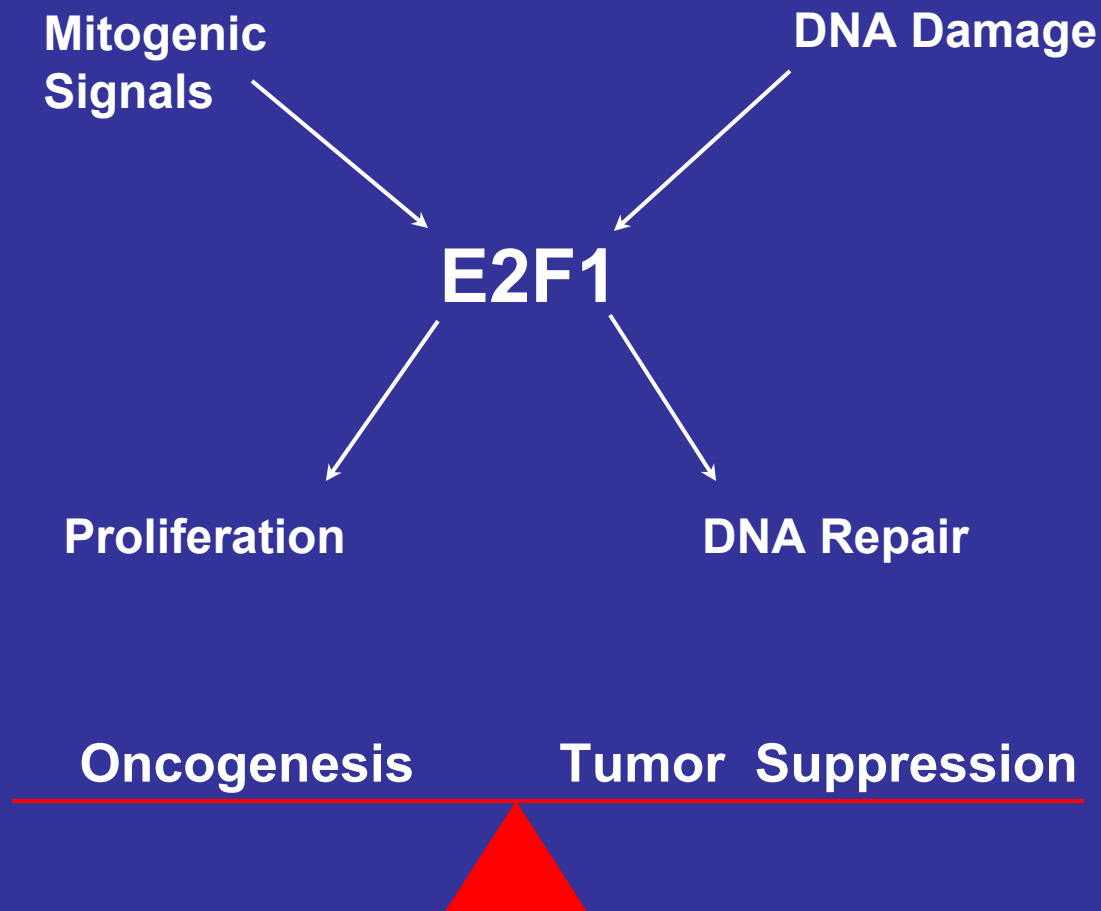 Mitogenic
Signals
DNA Damage
E2F1
Proliferation
DNA Repair
Oncogenesis
Tumor Suppression